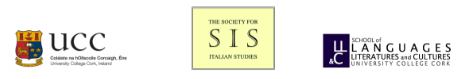 UCC
Coláiste na hOllscoile Corcaigh, Éire
University College Cork, Ireland
THE SOCIETY FOR
SIS
ITALIAN STUDIES
SCHOOL of
LLC
LANGUAGES
LITERATURES and CULTURES
UNIVERSITY COLLEGE CORK